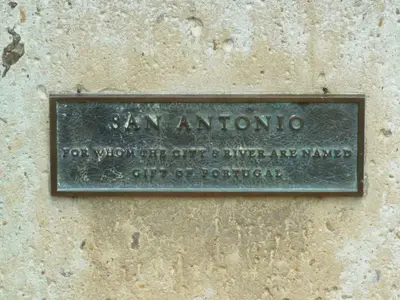 SAN ANTONIO
FOR WHOM THE CITY & RIVER ARE NAMED
GIFT OF PORTUGAL